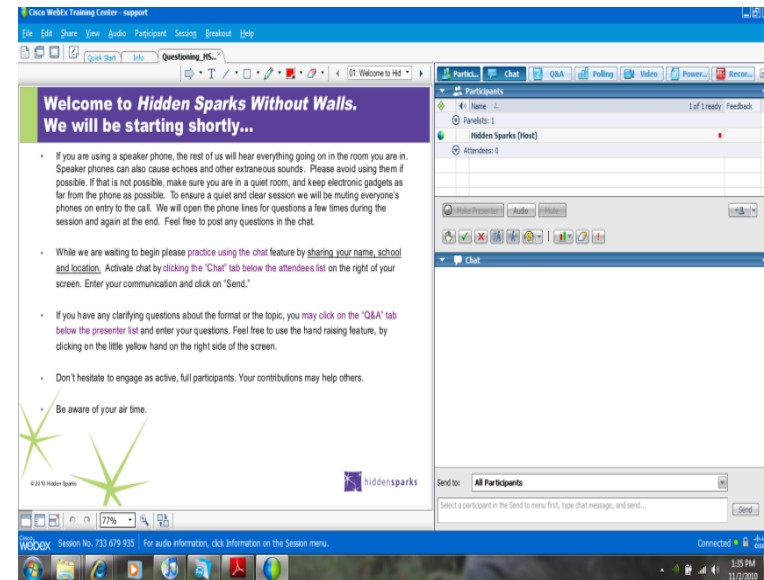 Cisco WebEx Training Center - support
File Edit Share View Audio Participant Session Breakout Help
Quick Start Info Questioning_HS...
T 01: Welcome to Hid
Partici... Chat Q&A Polling Video Power... Recor...
Participants
Name 1 of 1 ready Feedback
Panelists: 1
Hidden Sparks (Host)
Attendees: 0
Make Presenter Audio Mute
Chat
Welcome to Hidden Sparks Without Walls.
We will be starting shortly...
• If you are using a speaker phone, the rest of us will hear everything going on in the room you are in.
Speaker phones can also cause echoes and other extraneous sounds. Please avoid using them if
possible. If that is not possible, make sure you are in a quiet room, and keep electronic gadgets as
far from the phone as possible. To ensure a quiet and clear session we will be muting everyone's
phones on entry to the call. We will open the phone lines for questions a few times during the
session and again at the end. Feel free to post any questions in the chat.
• While we are waiting to begin please practice using the chat feature by sharing your name, school
and location. Activate chat by clicking the "Chat" tab below the attendees list on the right of your
screen. Enter your communication and click on "Send."
• If you have any clarifying questions about the format or the topic, you may click on the "Q&A" tab
below the presenter list and enter your questions. Feel free to use the hand raising feature, by
clicking on the little yellow hand on the right side of the screen.
• Don't hesitate to engage as active, full participants. Your contributions may help others.
• Be aware of your air time.
©2010 Hidden Sparks
hiddensparks
Send to: All Participants
Select a participant in the Send to menu first, type chat message, and send...
Send
77%
Cisco WebEx Session No. 733 679 935 For audio information, click Information on the Session menu.
Connected
1:35 PM
11/2/2010